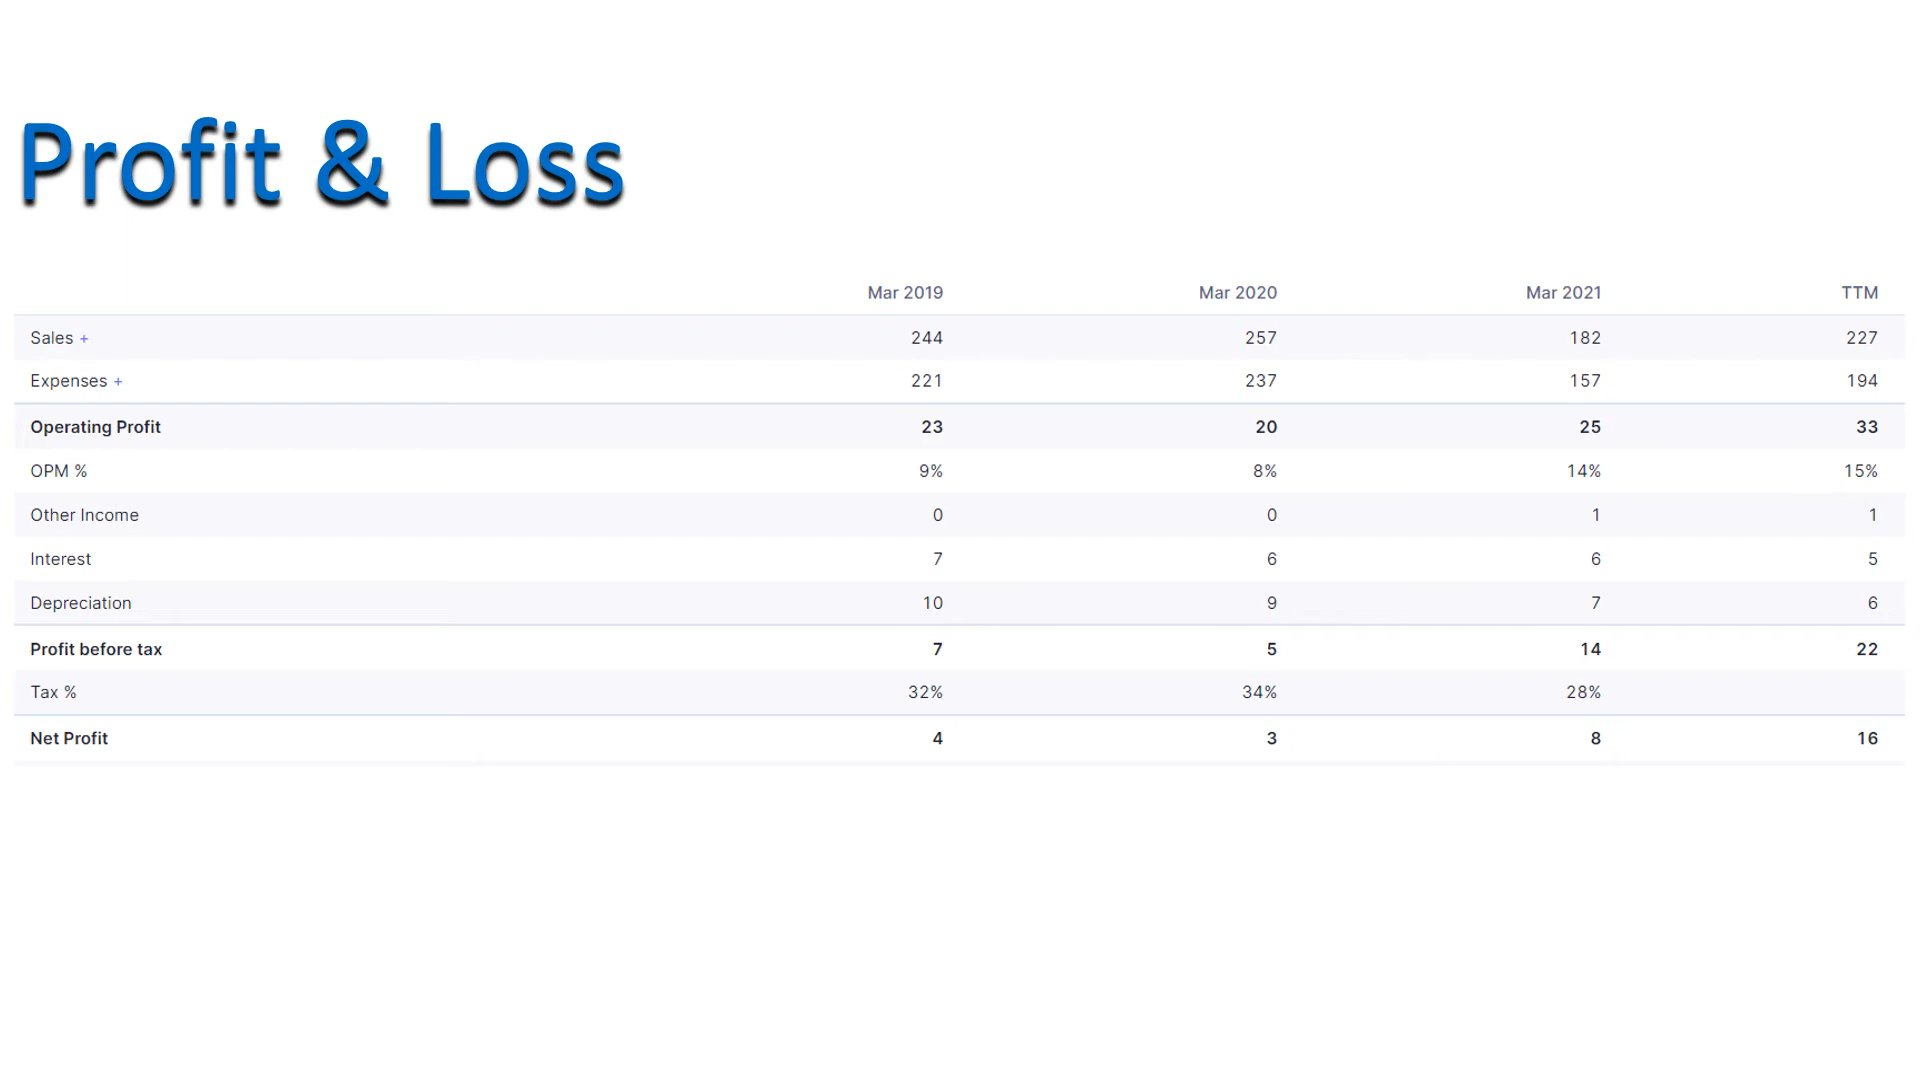 Profit & Loss
Mar 2019 Mar 2020 Mar 2021 TTM
Sales + 244 257 182 227
Expenses + 221 237 157 194
Operating Profit 23 20 25 33
OPM % 9% 8% 14% 15%
Other Income 0 0 1 1
Interest 7 6 6 5
Depreciation 10 9 7 6
Profit before tax 7 5 14 22
Tax % 32% 34% 28%
Net Profit 4 3 8 16